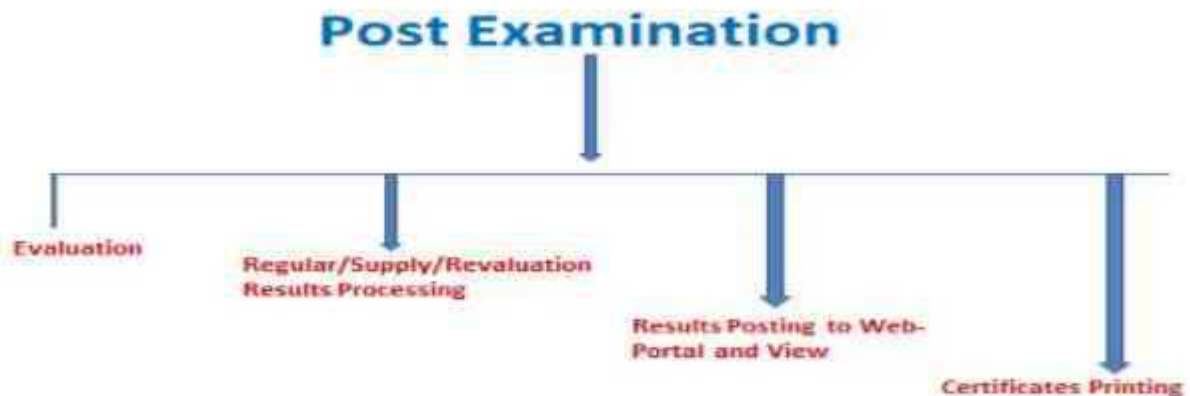 Post Examination
Evaluation
Regular/Supply/Revaluation
Results Processing
Results Posting to Web-
Portal and View
Certificates Printing